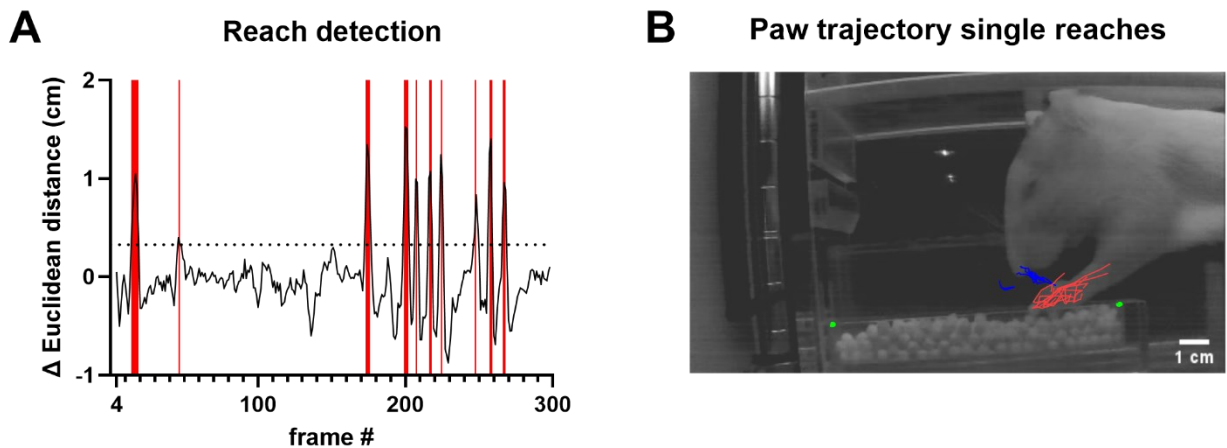 A
Reach detection
Δ Euclidean distance (cm)
2
1
0
-1
4
100
200
300
frame #
B
Paw trajectory single reaches
1 cm